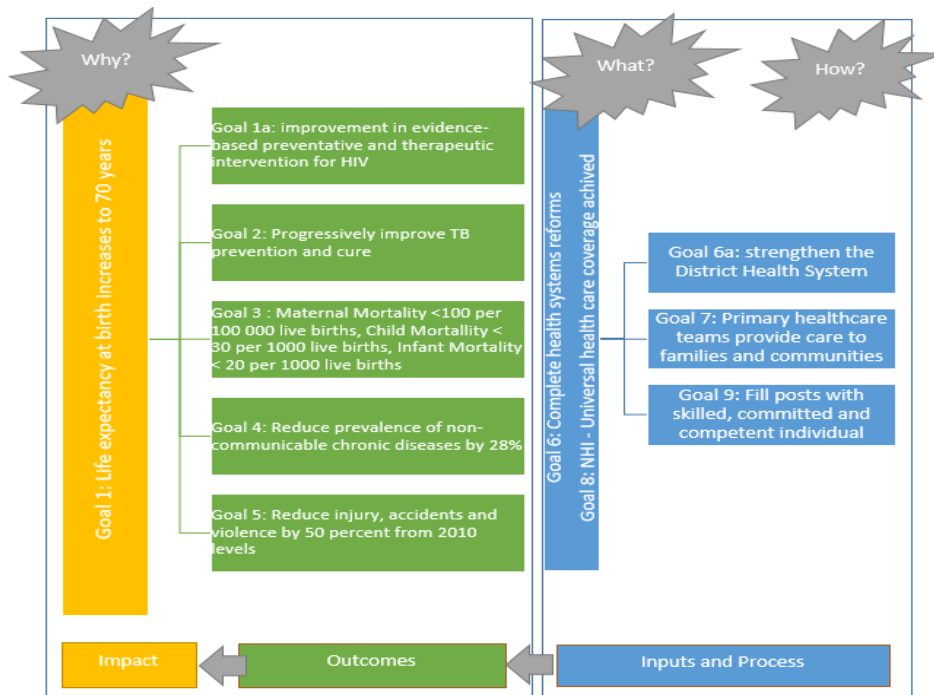 Why?
What?
How?
Goal 1: Life expectancy at birth increases to 70 years
Goal 1a: improvement in evidence-
based preventative and therapeutic
intervention for HIV
Goal 2: Progressively improve TB
prevention and cure
Goal 3 : Maternal Mortality <100 per
100 000 live births, Child Mortallity <
30 per 1000 live births, Infant Mortality
< 20 per 1000 live births
Goal 4: Reduce prevalence of non-
communicable chronic diseases by 28%
Goal 5: Reduce injury, accidents and
violence by 50 percent from 2010
levels
Goal 6: Complete health systems reforms
Goal 8: NHI - Universal health care coverage achived
Goal 6a: strengthen the
District Health System
Goal 7: Primary healthcare
teams provide care to
families and communities
Goal 9: Fill posts with
skilled, committed and
competent individual
Impact
Outcomes
Inputs and Process